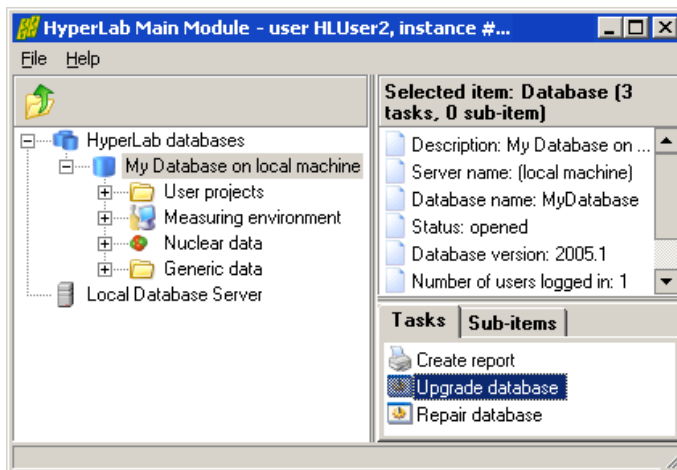 HyperLab Main Module - user HLUser2, instance #...
File Help
HyperLab databases
My Database on local machine
User projects
Measuring environment
Nuclear data
Generic data
Local Database Server
Selected item: Database (3
tasks, 0 sub-item)
Description: My Database on ...
Server name: (local machine)
Database name: MyDatabase
Status: opened
Database version: 2005.1
Number of users logged in: 1
Tasks Sub-items
Create report
Upgrade database
Repair database